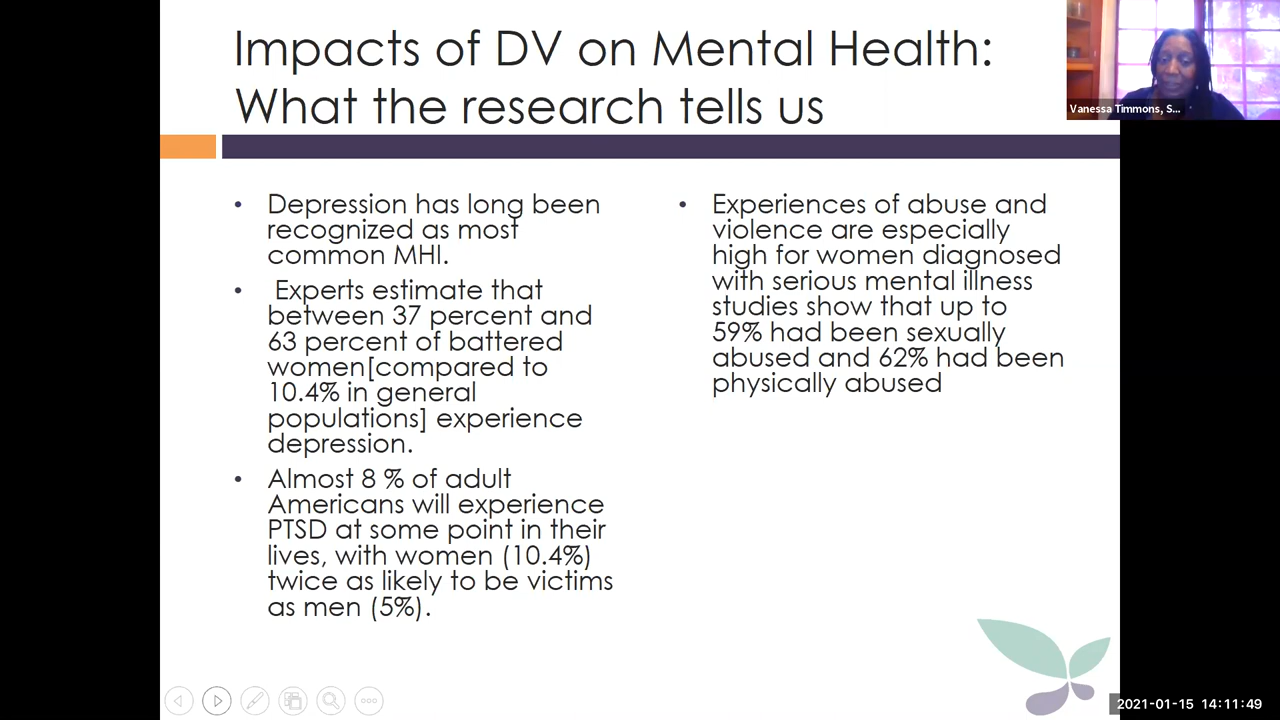 Impacts of DV on Mental Health:
What the research tells us
Vanessa Timmons, S...
• Depression has long been
recognized as most
common MHI.
• Experts estimate that
between 37 percent and
63 percent of battered
women[compared to
10.4% in general
populations] experience
depression.
• Almost 8 % of adult
Americans will experience
PTSD at some point in their
lives, with women (10.4%)
twice as likely to be victims
as men (5%).
• Experiences of abuse and
violence are especially
high for women diagnosed
with serious mental illness
studies show that up to
59% had been sexually
abused and 62% had been
physically abused
2021-01-15 14:11:49